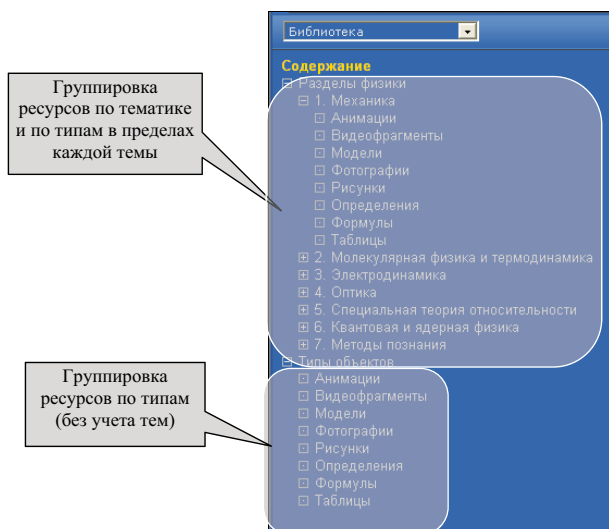 Библиотека
Содержание
Разделы физики
1. Механика
Анимации
Видеофрагменты
Модели
Фотографии
Рисунки
Определения
Формулы
Таблицы
2. Молекулярная физика и термодинамика
3. Электродинамика
4. Оптика
5. Специальная теория относительности
6. Квантовая и ядерная физика
7. Методы познания
Типы объектов
Анимации
Видеофрагменты
Модели
Фотографии
Рисунки
Определения
Формулы
Таблицы
Группировка
ресурсов по тематике
и по типам в пределах
каждой темы
Группировка
ресурсов по типам
(без учета тем)